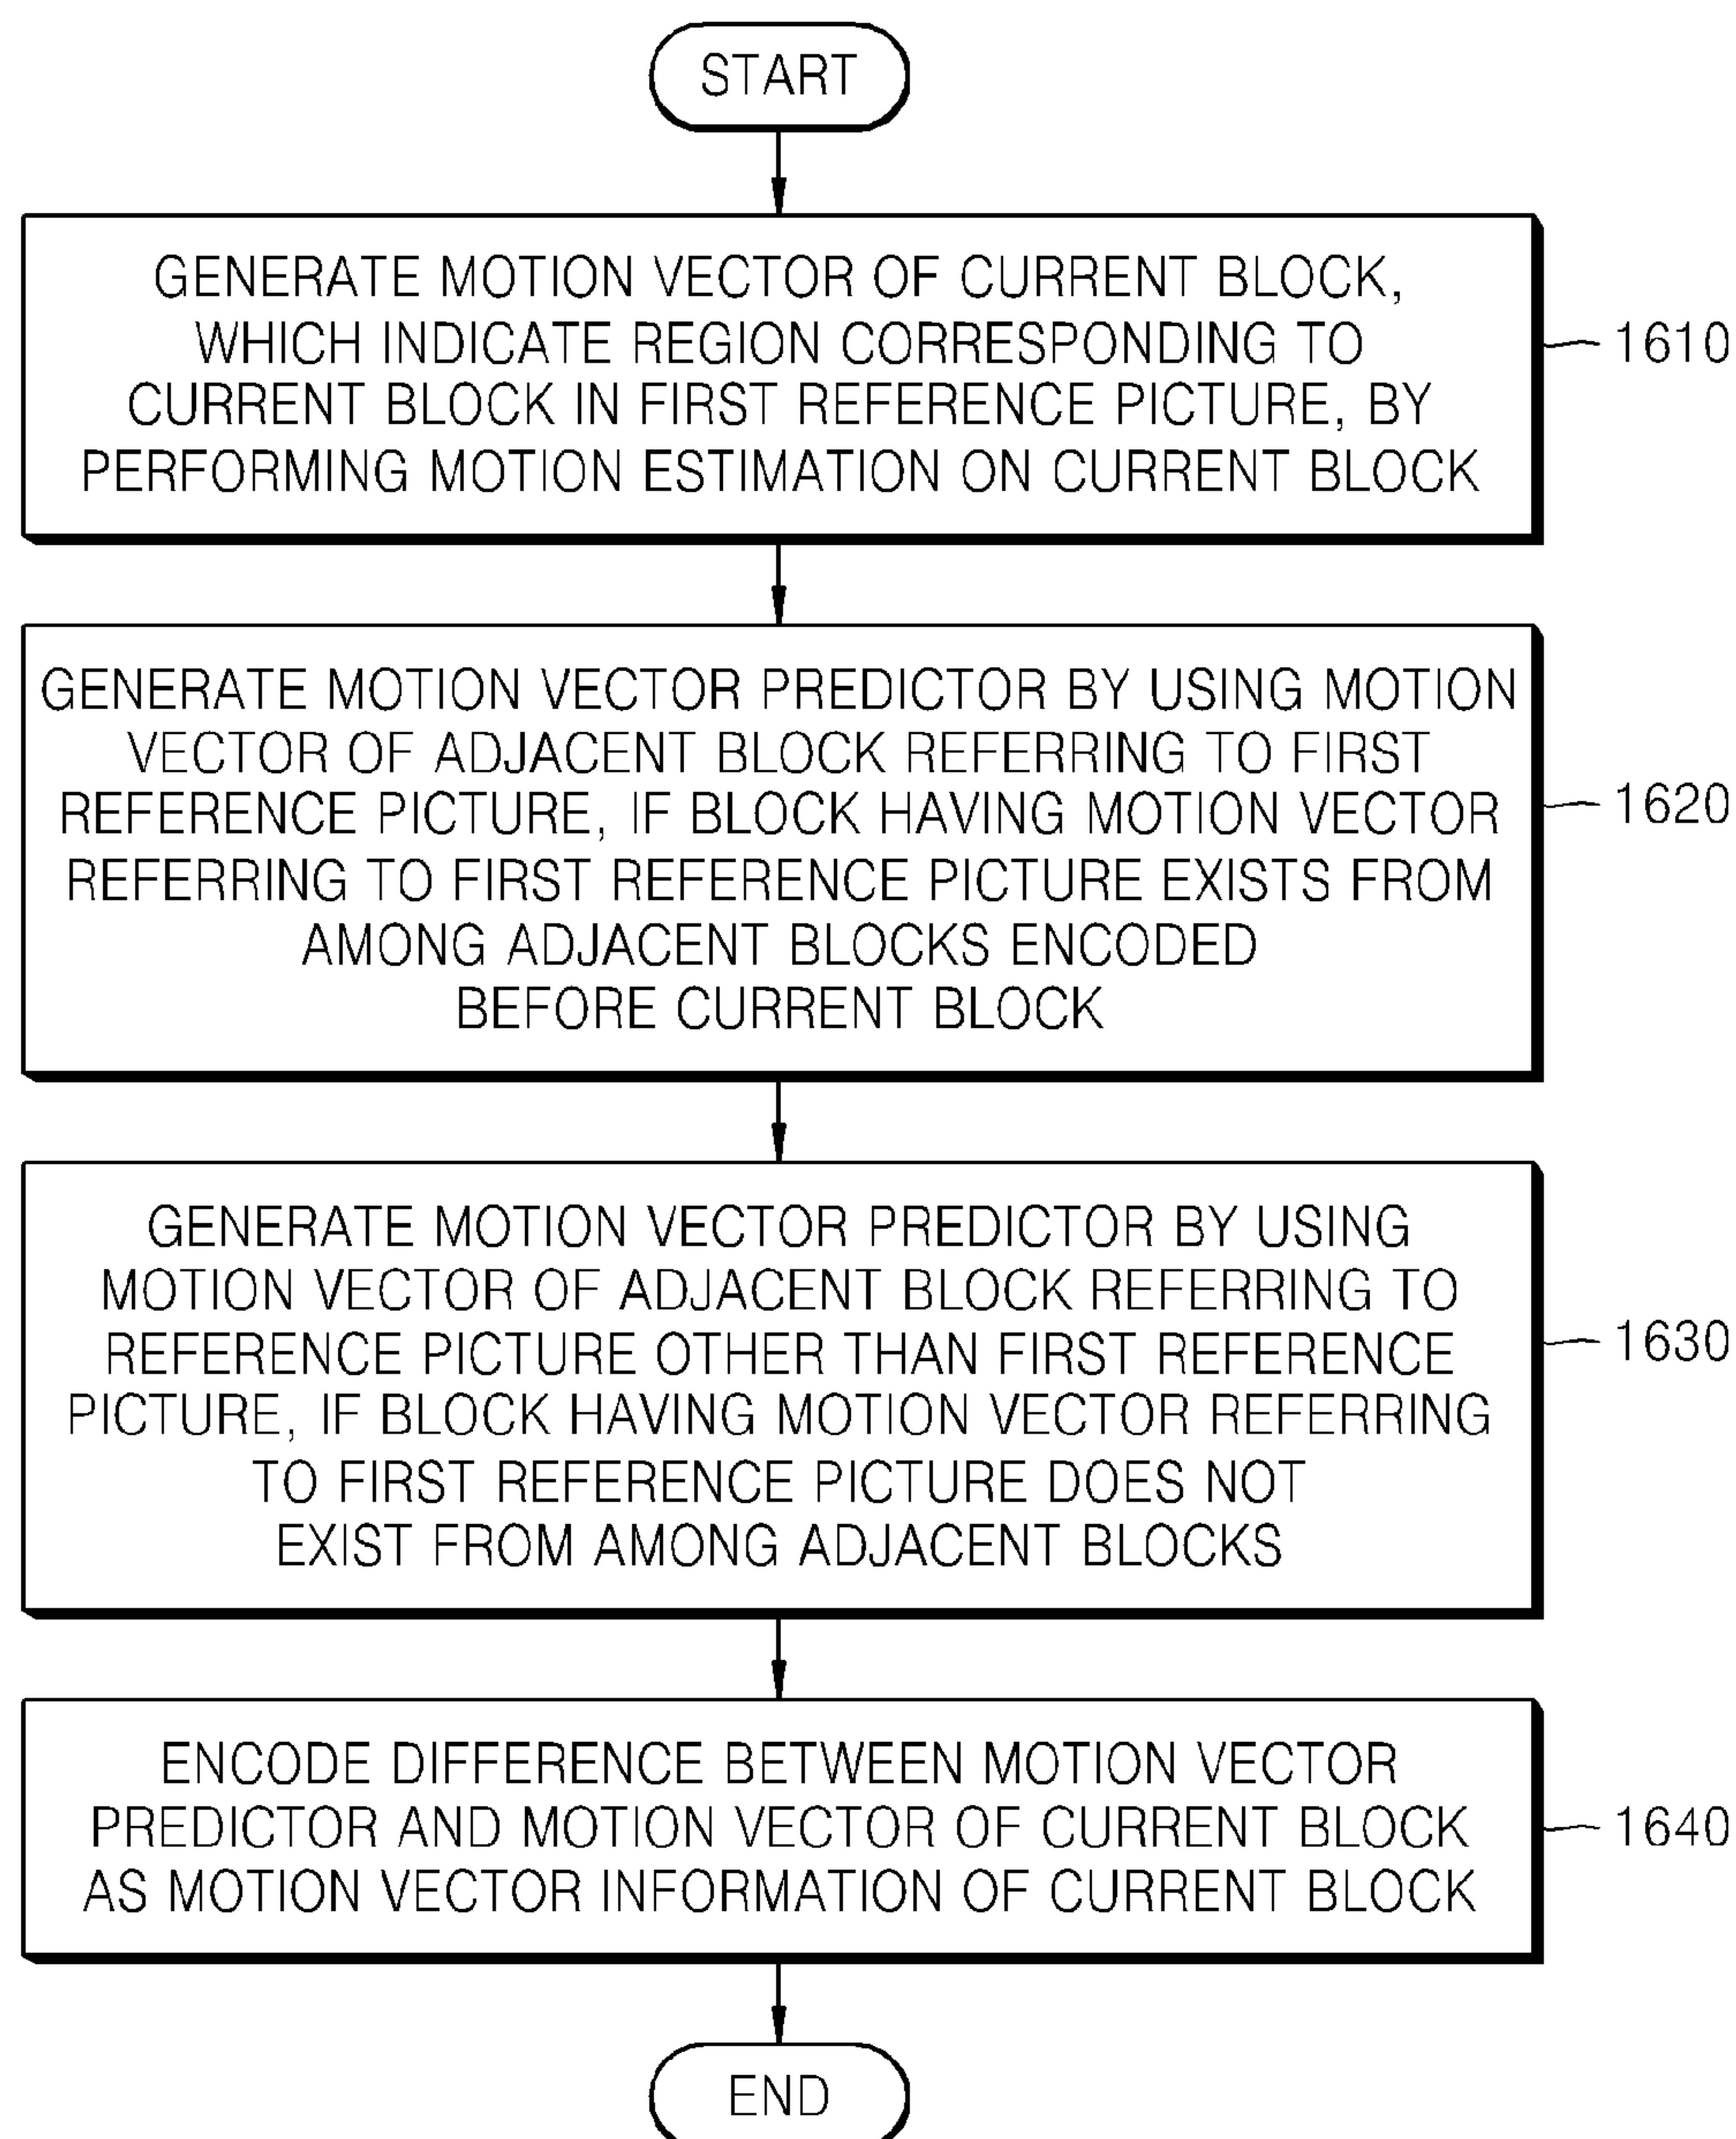 START
GENERATE MOTION VECTOR OF CURRENT BLOCK,
WHICH INDICATE REGION CORRESPONDING TO
CURRENT BLOCK IN FIRST REFERENCE PICTURE, BY
PERFORMING MOTION ESTIMATION ON CURRENT BLOCK
1610
GENERATE MOTION VECTOR PREDICTOR BY USING MOTION
VECTOR OF ADJACENT BLOCK REFERRING TO FIRST
REFERENCE PICTURE, IF BLOCK HAVING MOTION VECTOR
REFERRING TO FIRST REFERENCE PICTURE EXISTS FROM
AMONG ADJACENT BLOCKS ENCODED
BEFORE CURRENT BLOCK
1620
GENERATE MOTION VECTOR PREDICTOR BY USING
MOTION VECTOR OF ADJACENT BLOCK REFERRING TO
REFERENCE PICTURE OTHER THAN FIRST REFERENCE
PICTURE, IF BLOCK HAVING MOTION VECTOR REFERRING
TO FIRST REFERENCE PICTURE DOES NOT
EXIST FROM AMONG ADJACENT BLOCKS
1630
ENCODE DIFFERENCE BETWEEN MOTION VECTOR
PREDICTOR AND MOTION VECTOR OF CURRENT BLOCK
AS MOTION VECTOR INFORMATION OF CURRENT BLOCK
1640
END